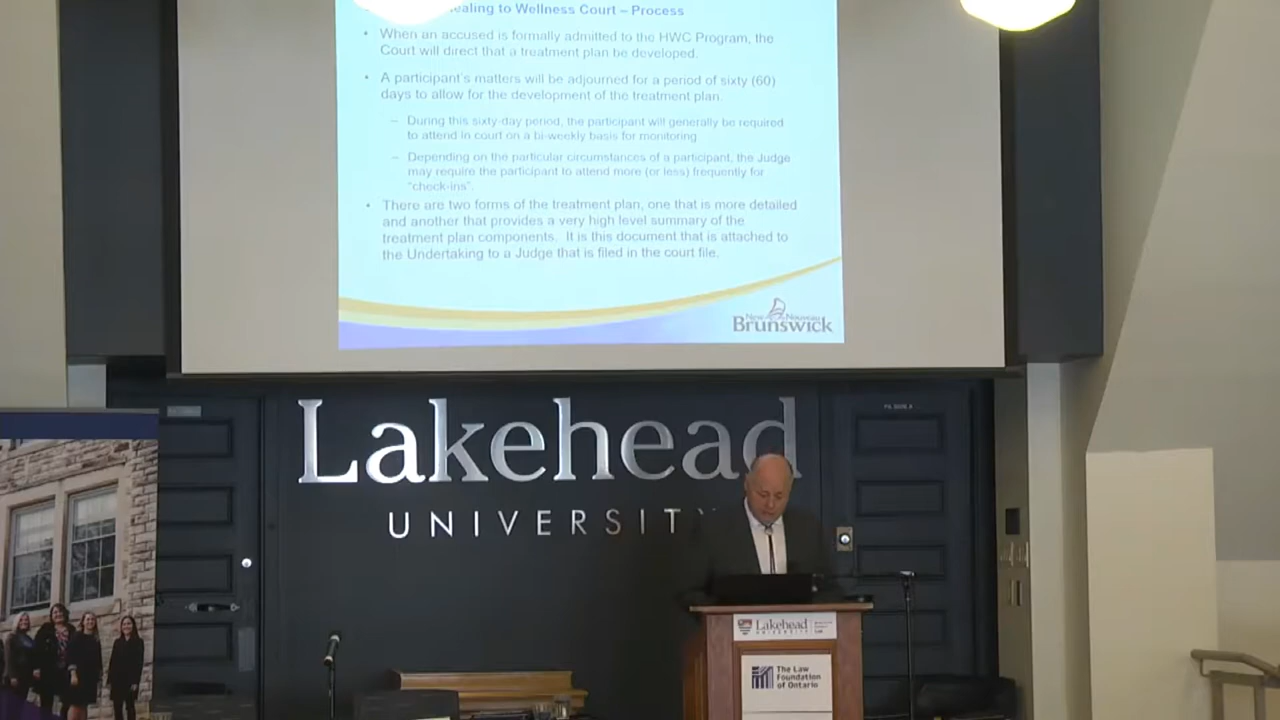 ealing to Wellness Court – Process
• When an accused is formally admitted to the HWC Program, the
Court will direct that a treatment plan be developed.
• A participant's matters will be adjourned for a period of sixty (60)
days to allow for the development of the treatment plan.
– During this sixty-day period, the participant will generally be required
to attend in court on a bi-weekly basis for monitoring
– Depending on the particular circumstances of a participant, the Judge
may require the participant to attend more (or less) frequently for
"check-ins".
• There are two forms of the treatment plan, one that is more detailed
and another that provides a very high level summary of the
treatment plan components. It is this document that is attached to
the Undertaking to a Judge that is filed in the court file.
New Nouveau
Brunswick
Lakehead
UNIVERSITY
Lakehead
UNIVERSITY
The Law
Foundation
of Ontario